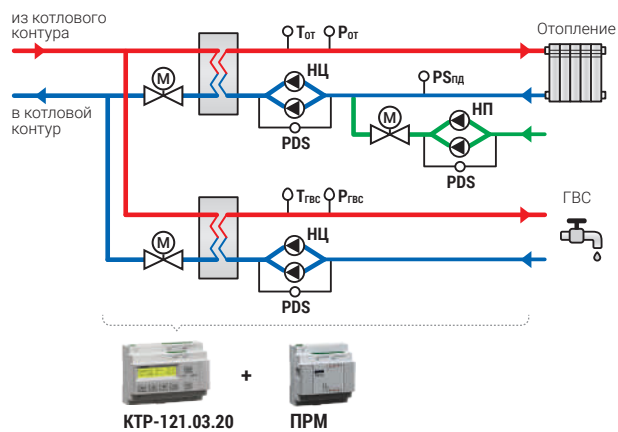 из котлового
контура
Tот Pот
Отопление
M
НЦ
PSпд
в котловой
контур
M
НП
PDS
PDS
Tгвс Pгвс
ГВС
M
НЦ
PDS
+
КТР-121.03.20
ПРМ